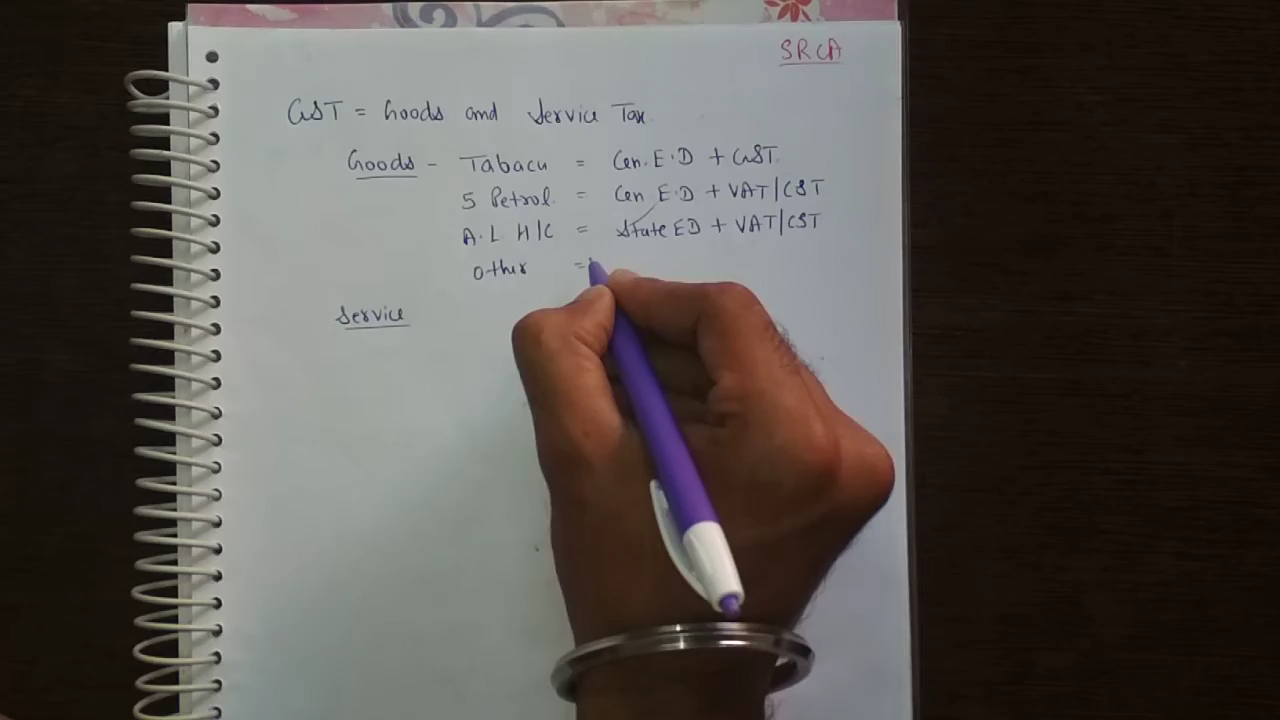 SRCA
GST = Goods and Service Tax
Goods - Tabacu = Cen. E.D + GST.
5 Petrol = Cen E.D + VAT/CST
A.L H/C = State ED + VAT/CST
Other =
Service